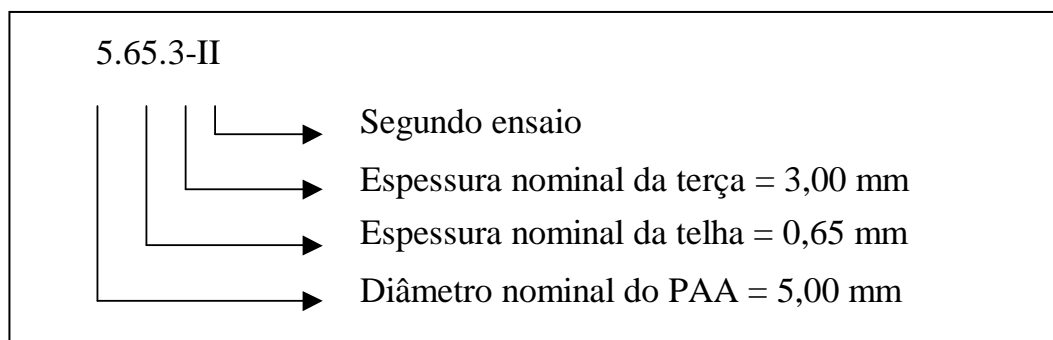 5.65.3-II
Segundo ensaio
Espessura nominal da terça = 3,00 mm
Espessura nominal da telha = 0,65 mm
Diâmetro nominal do PAA = 5,00 mm